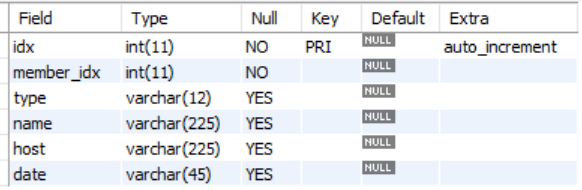 Field Type Null Key Default Extra
idx int(11) NO PRI NULL auto_increment
member_idx int(11) NO NULL
type varchar(12) YES NULL
name varchar(225) YES NULL
host varchar(225) YES NULL
date varchar(45) YES NULL